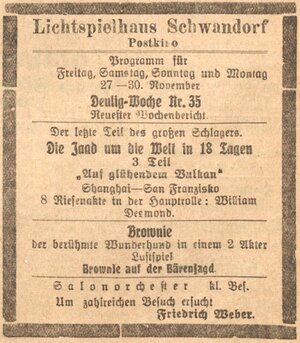 Lichtspielhaus Schwandorf
Postkino
Programm für
Freitag, Samstag, Sonntag und Montag
27—30. November
Deulig-Woche Nr. 35
Neuester Wochenbericht.
Der letzte Teil des großen Schlagers.
Die Jagd um die Welt in 18 Tagen
3. Teil
„Auf glühendem Vulkan"
Shanghai—San Franzisko
8 Riesenakte in der Hauptrolle: William
Desmond.
Brownie
der berühmte Wunderhund in einem 2 Akter
Lustspiel
Brownie auf der Bärenjagd.
Salonorchester kl. Bes.
Um zahlreichen Besuch ersucht
Friedrich Weber.